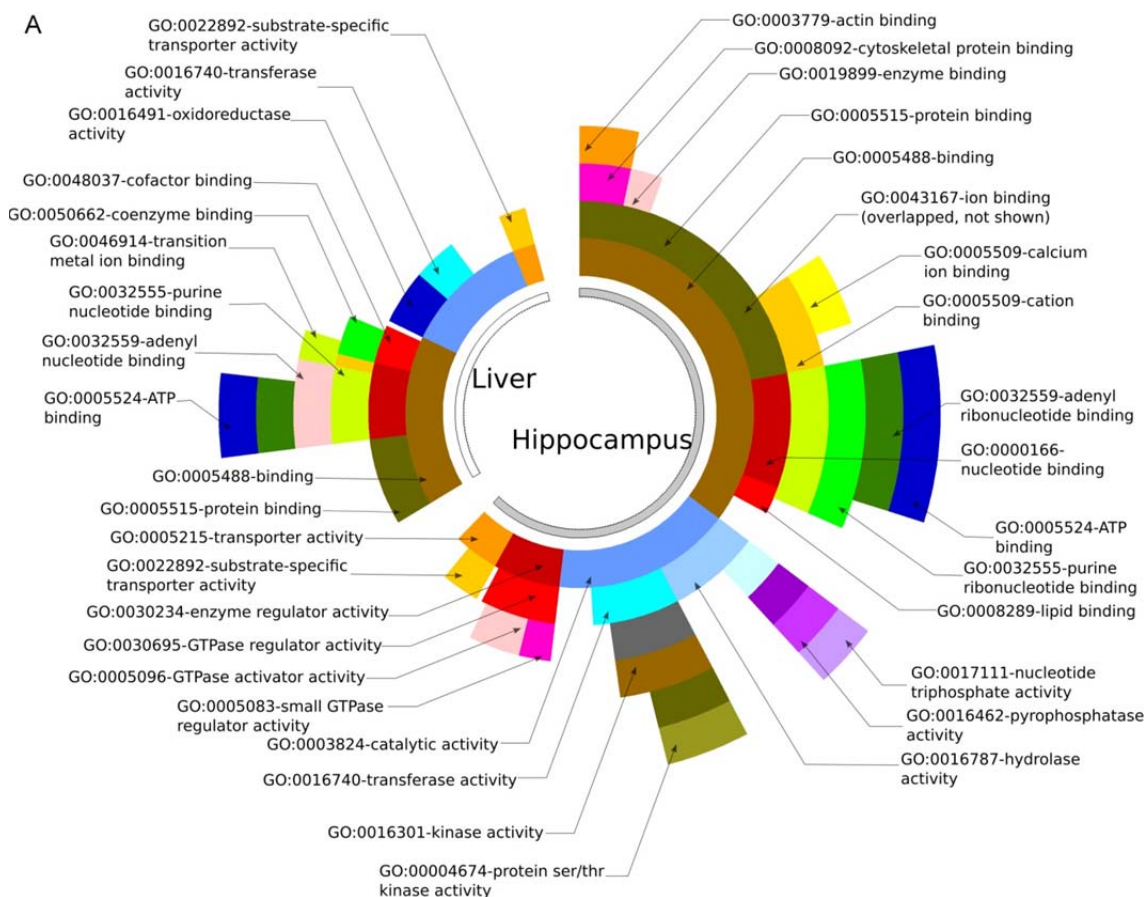 A
GO:0022892-substrate-specific
transporter activity
GO:0016740-transferase
activity
GO:0016491-oxidoreductase
activity
GO:0048037-cofactor binding
GO:0050662-coenzyme binding
GO:0046914-transition
metal ion binding
GO:0032555-purine
nucleotide binding
GO:0032559-adenyl
nucleotide binding
GO:0005524-ATP
binding
GO:0005488-binding
GO:0005515-protein binding
GO:0005215-transporter activity
GO:0022892-substrate-specific
transporter activity
GO:0030234-enzyme regulator activity
GO:0030695-GTPase regulator activity
GO:0005096-GTPase activator activity
GO:0005083-small GTPase
regulator activity
GO:0003824-catalytic activity
GO:0016740-transferase activity
GO:0016301-kinase activity
GO:00004674-protein ser/thr
kinase activity
Liver
Hippocampus
GO:0003779-actin binding
GO:0008092-cytoskeletal protein binding
GO:0019899-enzyme binding
GO:0005515-protein binding
GO:0005488-binding
GO:0043167-ion binding
(overlapped, not shown)
GO:0005509-calcium
ion binding
GO:0005509-cation
binding
GO:0032559-adenyl
ribonucleotide binding
GO:0000166-
nucleotide binding
GO:0005524-ATP
binding
GO:0032555-purine
ribonucleotide binding
GO:0008289-lipid binding
GO:0017111-nucleotide
triphosphate activity
GO:0016462-pyrophosphatase
activity
GO:0016787-hydrolase
activity